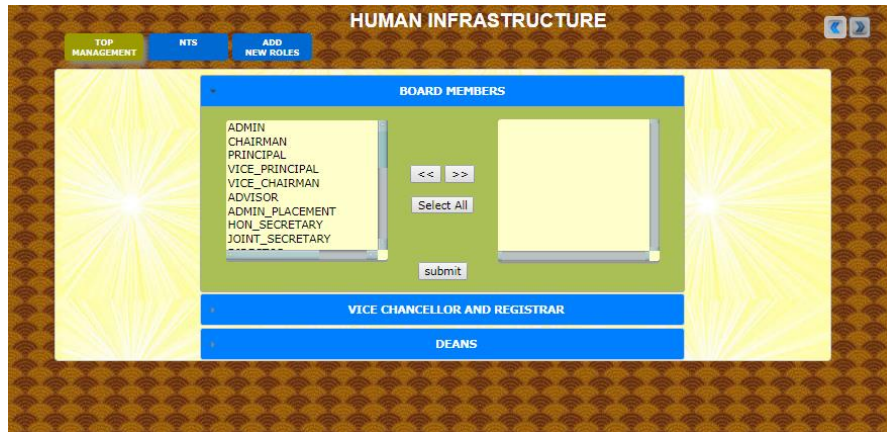 HUMAN INFRASTRUCTURE
TOP
MANAGEMENT
NTS
ADD
NEW ROLES
BOARD MEMBERS
ADMIN
CHAIRMAN
PRINCIPAL
VICE_PRINCIPAL
VICE_CHAIRMAN
ADVISOR
ADMIN_PLACEMENT
HON_SECRETARY
JOINT_SECRETARY
<< >>
Select All
submit
VICE CHANCELLOR AND REGISTRAR
DEANS